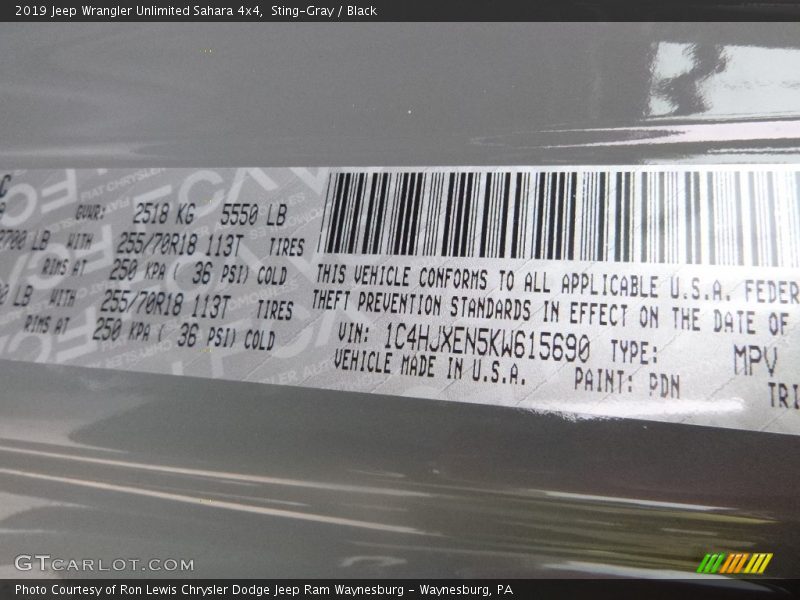 2019 Jeep Wrangler Unlimited Sahara 4x4, Sting-Gray / Black
GVWR: 2518 KG 5550 LB
2700 LB WITH 255/70R18 113T TIRES
RIMS AT 250 KPA ( 36 PSI) COLD
LB WITH 255/70R18 113T TIRES
RIMS AT 250 KPA ( 36 PSI) COLD
THIS VEHICLE CONFORMS TO ALL APPLICABLE U.S.A. FEDER
THEFT PREVENTION STANDARDS IN EFFECT ON THE DATE OF
VIN: 1C4HJXEN5KW615690 TYPE: MPV
VEHICLE MADE IN U.S.A. PAINT: PDN TRI
GTCARLOT.COM
Photo Courtesy of Ron Lewis Chrysler Dodge Jeep Ram Waynesburg - Waynesburg, PA